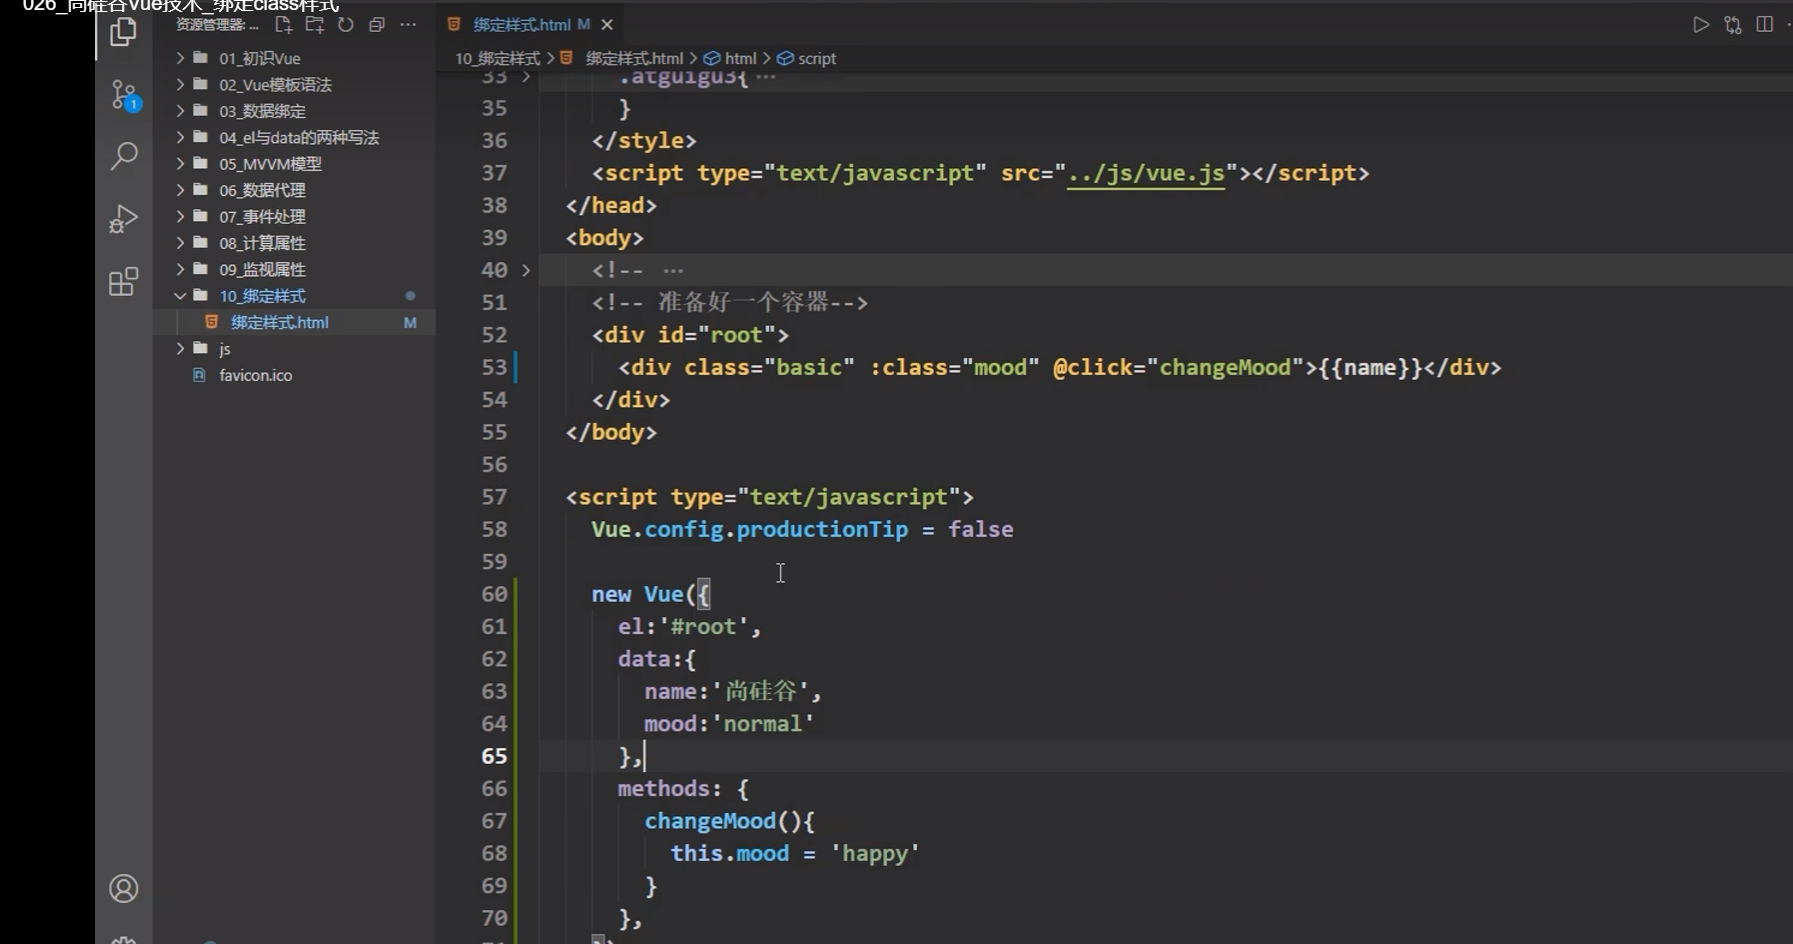 026_尚硅谷Vue技术_绑定class样式
资源管理器: ...
绑定样式.html M
01_初识Vue
02_Vue模板语法
03_数据绑定
04_el与data的两种写法
05_MVVM模型
06_数据代理
07_事件处理
08_计算属性
09_监视属性
10_绑定样式
绑定样式.html M
js
favicon.ico
1
10_绑定样式 > 绑定样式.html > html > script
33 > .atguigu3{ ...
35 }
36 </style>
37 <script type="text/javascript" src="../js/vue.js"></script>
38 </head>
39 <body>
40 > <!-- ...
51 <!-- 准备好一个容器-->
52 <div id="root">
53 <div class="basic" :class="mood" @click="changeMood">{{name}}</div>
54 </div>
55 </body>
56
57 <script type="text/javascript">
58 Vue.config.productionTip = false
59
60 new Vue({
61 el:'#root',
62 data:{
63 name:'尚硅谷',
64 mood:'normal'
65 },
66 methods: {
67 changeMood(){
68 this.mood = 'happy'
69 }
70 },